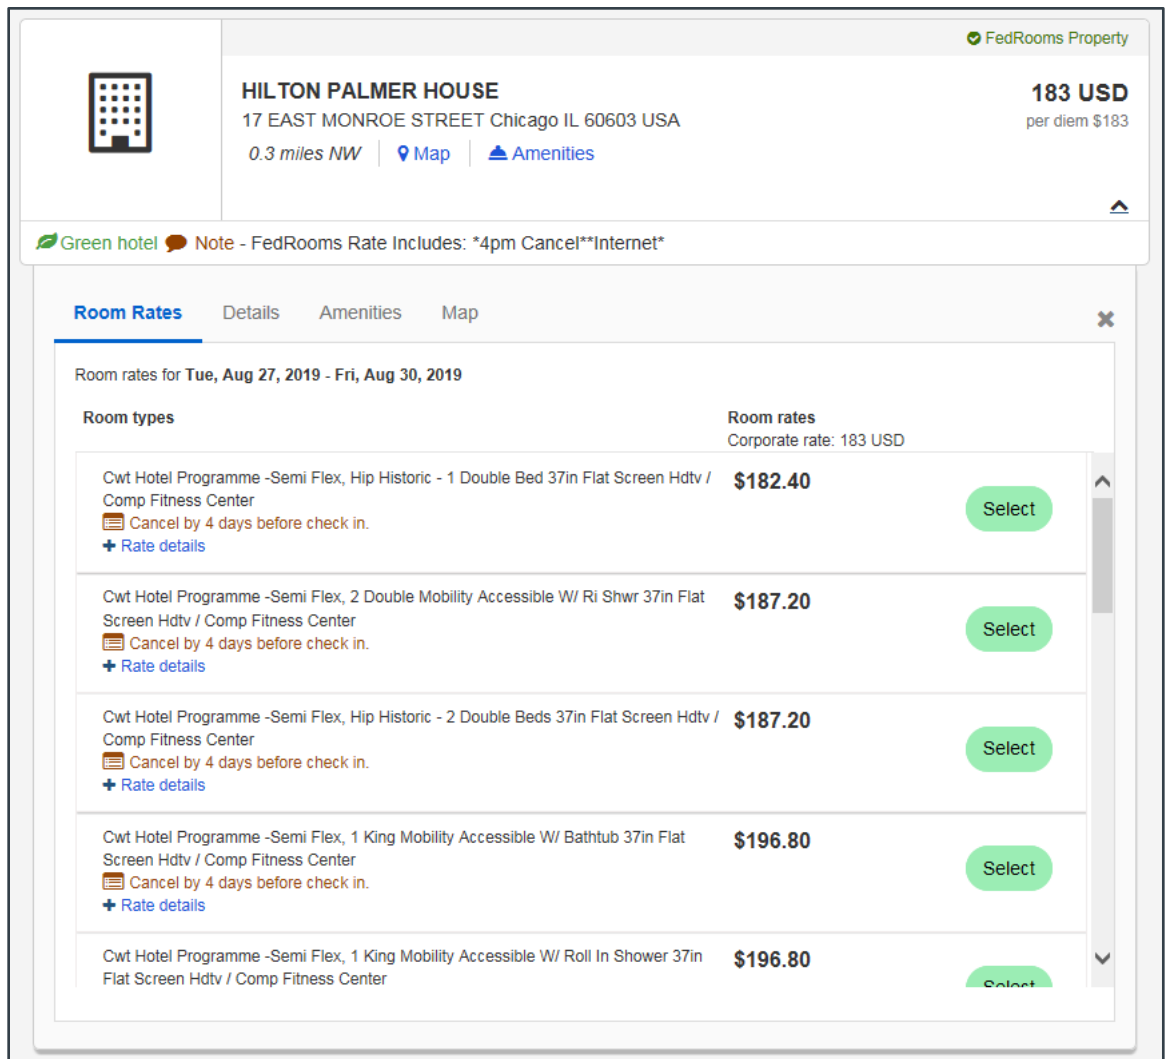 FedRooms Property
HILTON PALMER HOUSE
183 USD
17 EAST MONROE STREET Chicago IL 60603 USA
per diem $183
0.3 miles NW
Map
Amenities
Green hotel Note - FedRooms Rate Includes: *4pm Cancel**Internet*
Room Rates
Details
Amenities
Map
Room rates for Tue, Aug 27, 2019 - Fri, Aug 30, 2019
Room types
Room rates
Corporate rate: 183 USD
Cwt Hotel Programme -Semi Flex, Hip Historic - 1 Double Bed 37in Flat Screen Hdtv /
Comp Fitness Center
Cancel by 4 days before check in.
Rate details
$182.40
Select
Cwt Hotel Programme -Semi Flex, 2 Double Mobility Accessible W/ Ri Shwr 37in Flat
Screen Hdtv / Comp Fitness Center
Cancel by 4 days before check in.
Rate details
$187.20
Select
Cwt Hotel Programme -Semi Flex, Hip Historic - 2 Double Beds 37in Flat Screen Hdtv /
Comp Fitness Center
Cancel by 4 days before check in.
Rate details
$187.20
Select
Cwt Hotel Programme -Semi Flex, 1 King Mobility Accessible W/ Bathtub 37in Flat
Screen Hdtv / Comp Fitness Center
Cancel by 4 days before check in.
Rate details
$196.80
Select
Cwt Hotel Programme -Semi Flex, 1 King Mobility Accessible W/ Roll In Shower 37in
Flat Screen Hdtv / Comp Fitness Center
$196.80
Select